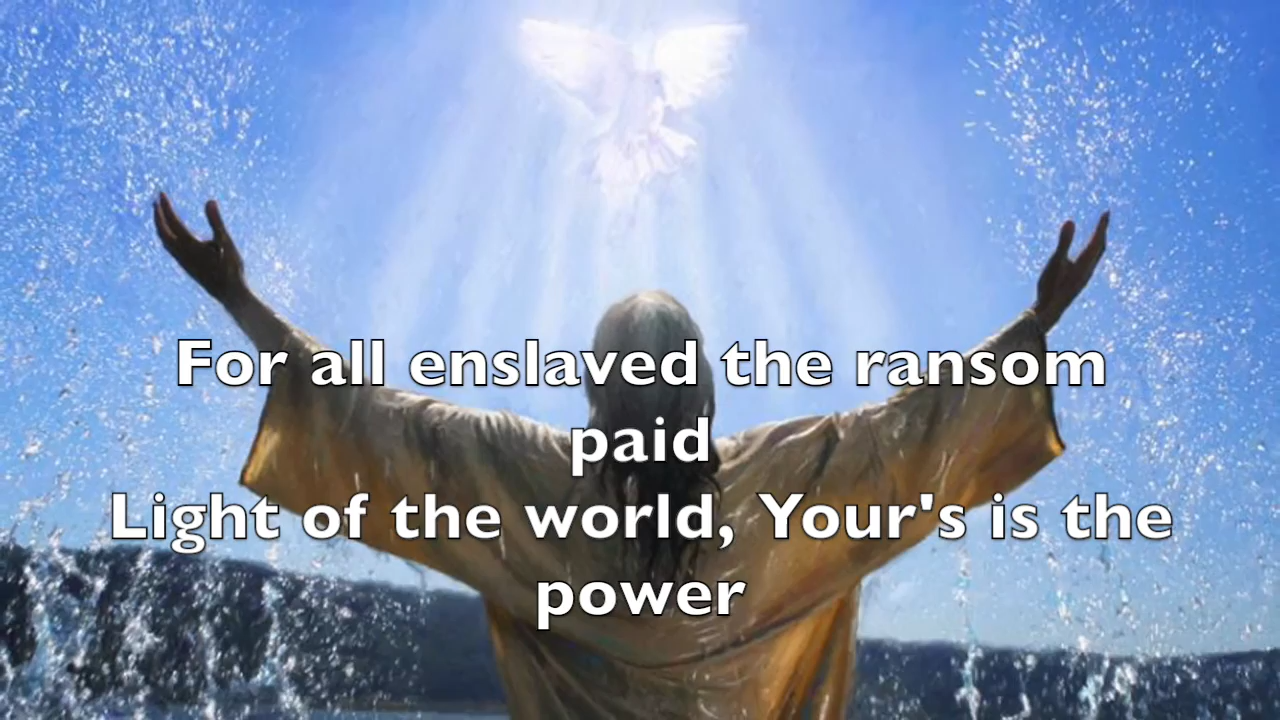 For all enslaved the ransom
paid
Light of the world, Your's is the
power